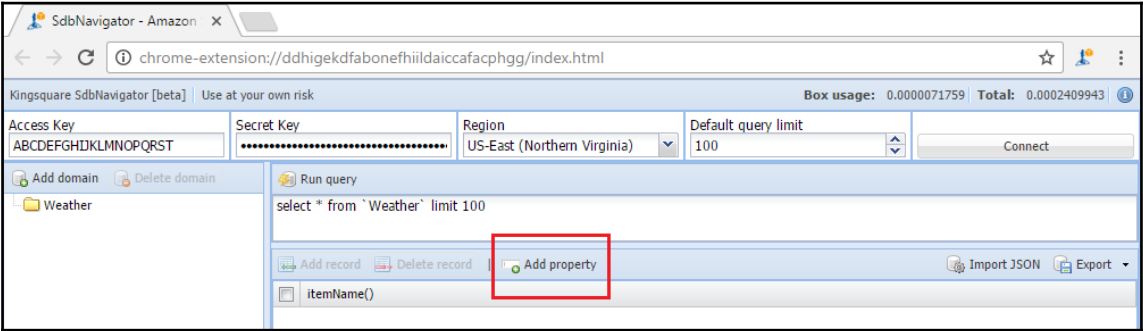 SdbNavigator - Amazon
chrome-extension://ddhigekdfabonefhiildaiccafacphgg/index.html
Kingsquare SdbNavigator [beta] Use at your own risk Box usage: 0.0000071759 Total: 0.0002409943
Access Key Secret Key Region Default query limit
ABCDEFGHIJKLMNOPQRST US-East (Northern Virginia) 100 Connect
Add domain Delete domain Run query
Weather select * from `Weather` limit 100
Add record Delete record | Add property Import JSON Export
itemName()